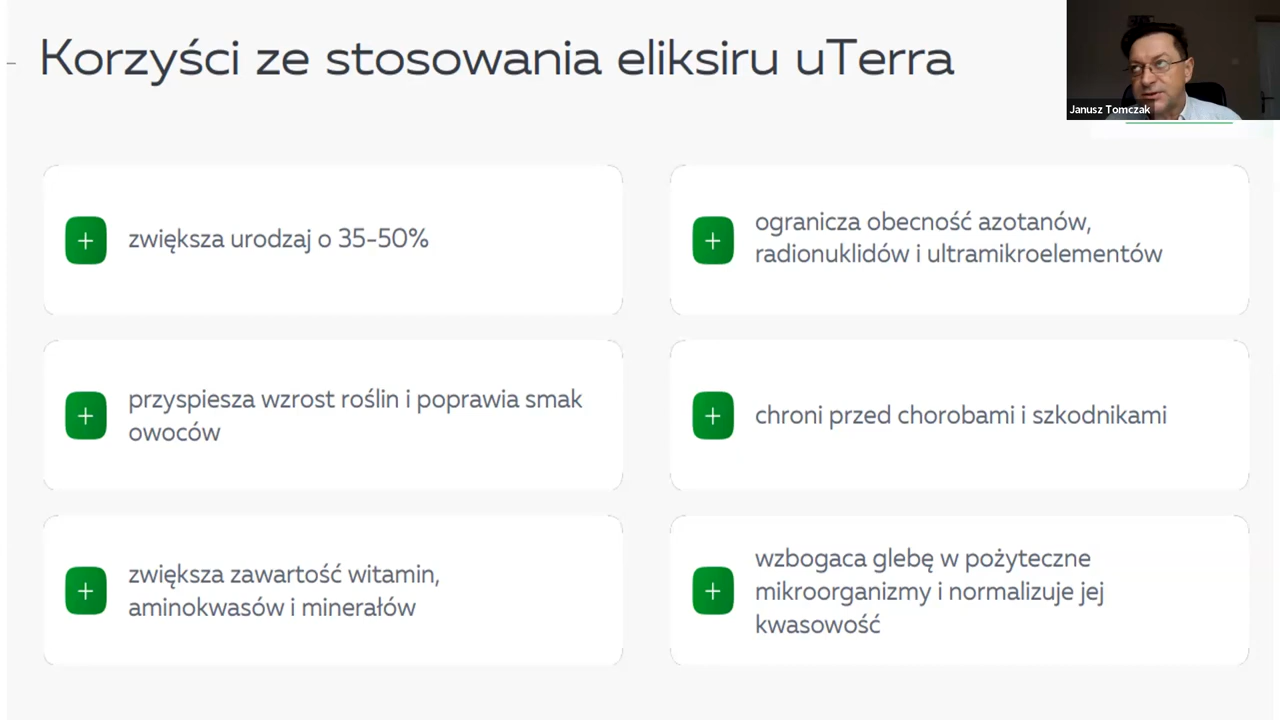 Korzyści ze stosowania eliksiru uTerra
Janusz Tomczak
zwiększa urodzaj o 35-50%
ogranicza obecność azotanów,
radionuklidów i ultramikroelementów
przyspiesza wzrost roślin i poprawia smak
owoców
chroni przed chorobami i szkodnikami
zwiększa zawartość witamin,
aminokwasów i minerałów
wzbogaca glebę w pożyteczne
mikroorganizmy i normalizuje jej
kwasowość